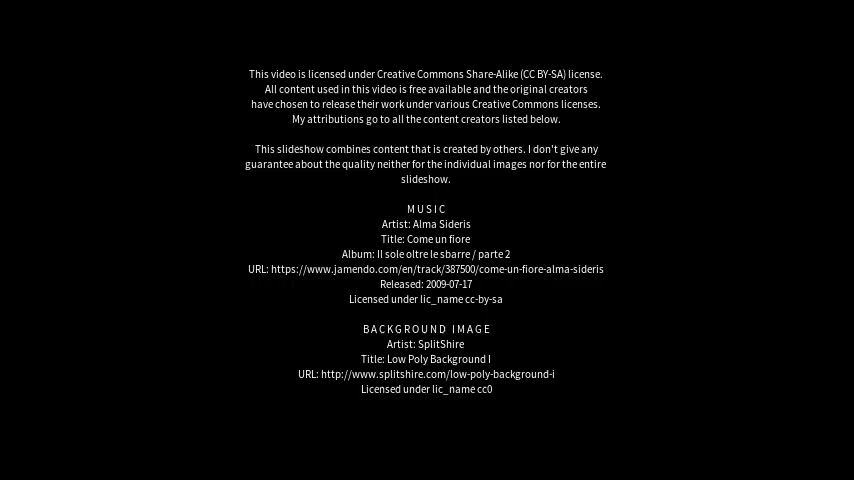 This video is licensed under Creative Commons Share-Alike (CC BY-SA) license.
All content used in this video is free available and the original creators
have chosen to release their work under various Creative Commons licenses.
My attributions go to all the content creators listed below.
This slideshow combines content that is created by others. I don't give any
guarantee about the quality neither for the individual images nor for the entire
slideshow.
MUSIC
Artist: Alma Sideris
Title: Come un fiore
Album: Il sole oltre le sbarre / parte 2
URL: https://www.jamendo.com/en/track/387500/come-un-fiore-alma-sideris
Released: 2009-07-17
Licensed under lic_name cc-by-sa
BACKGROUND IMAGE
Artist: SplitShire
Title: Low Poly Background I
URL: http://www.splitshire.com/low-poly-background-i
Licensed under lic_name cc0